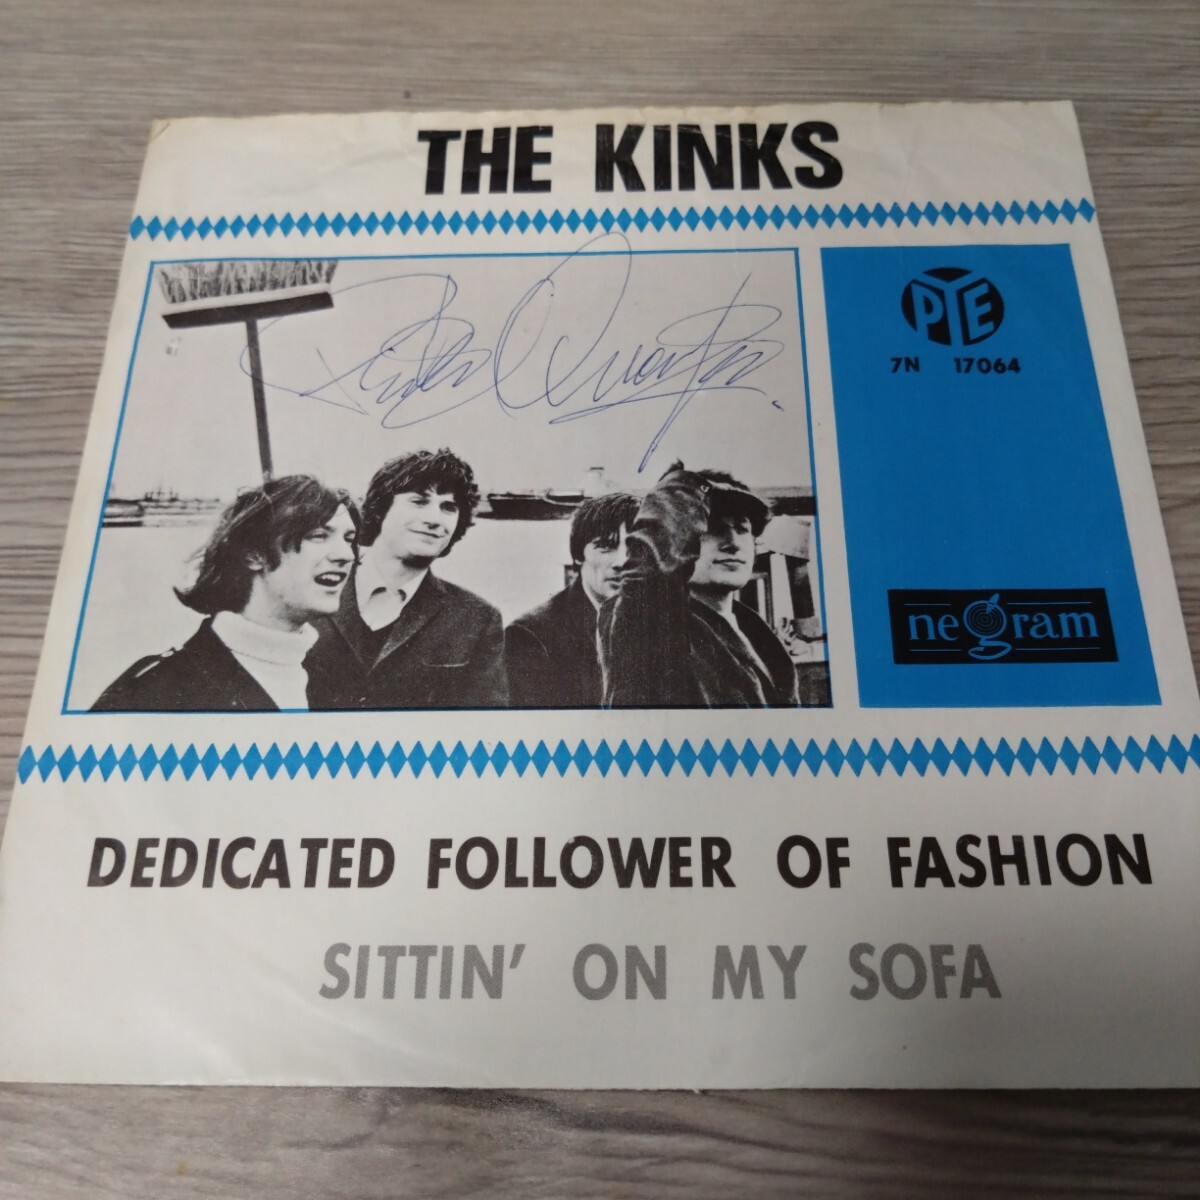 THE KINKS
PYE
7N 17064
negram
DEDICATED FOLLOWER OF FASHION
SITTIN' ON MY SOFA